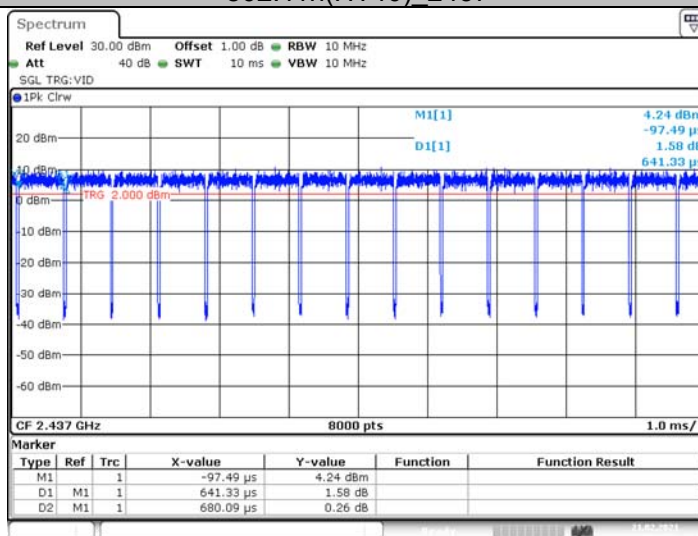 Spectrum
Ref Level 30.00 dBm Offset 1.00 dB RBW 10 MHz
Att 40 dB SWT 10 ms VBW 10 MHz
SGL TRG:VID
1Pk Clrw
M1[1] 4.24 dBm
-97.49 µs
D1[1] 1.58 dB
641.33 µs
20 dBm
10 dBm
TRG 2.000 dBm
0 dBm
-10 dBm
-20 dBm
-30 dBm
-40 dBm
-50 dBm
-60 dBm
CF 2.437 GHz 8000 pts 1.0 ms/
Marker
Type Ref Trc X-value Y-value Function Function Result
M1 1 -97.49 µs 4.24 dBm
D1 M1 1 641.33 µs 1.58 dB
D2 M1 1 680.09 µs 0.26 dB